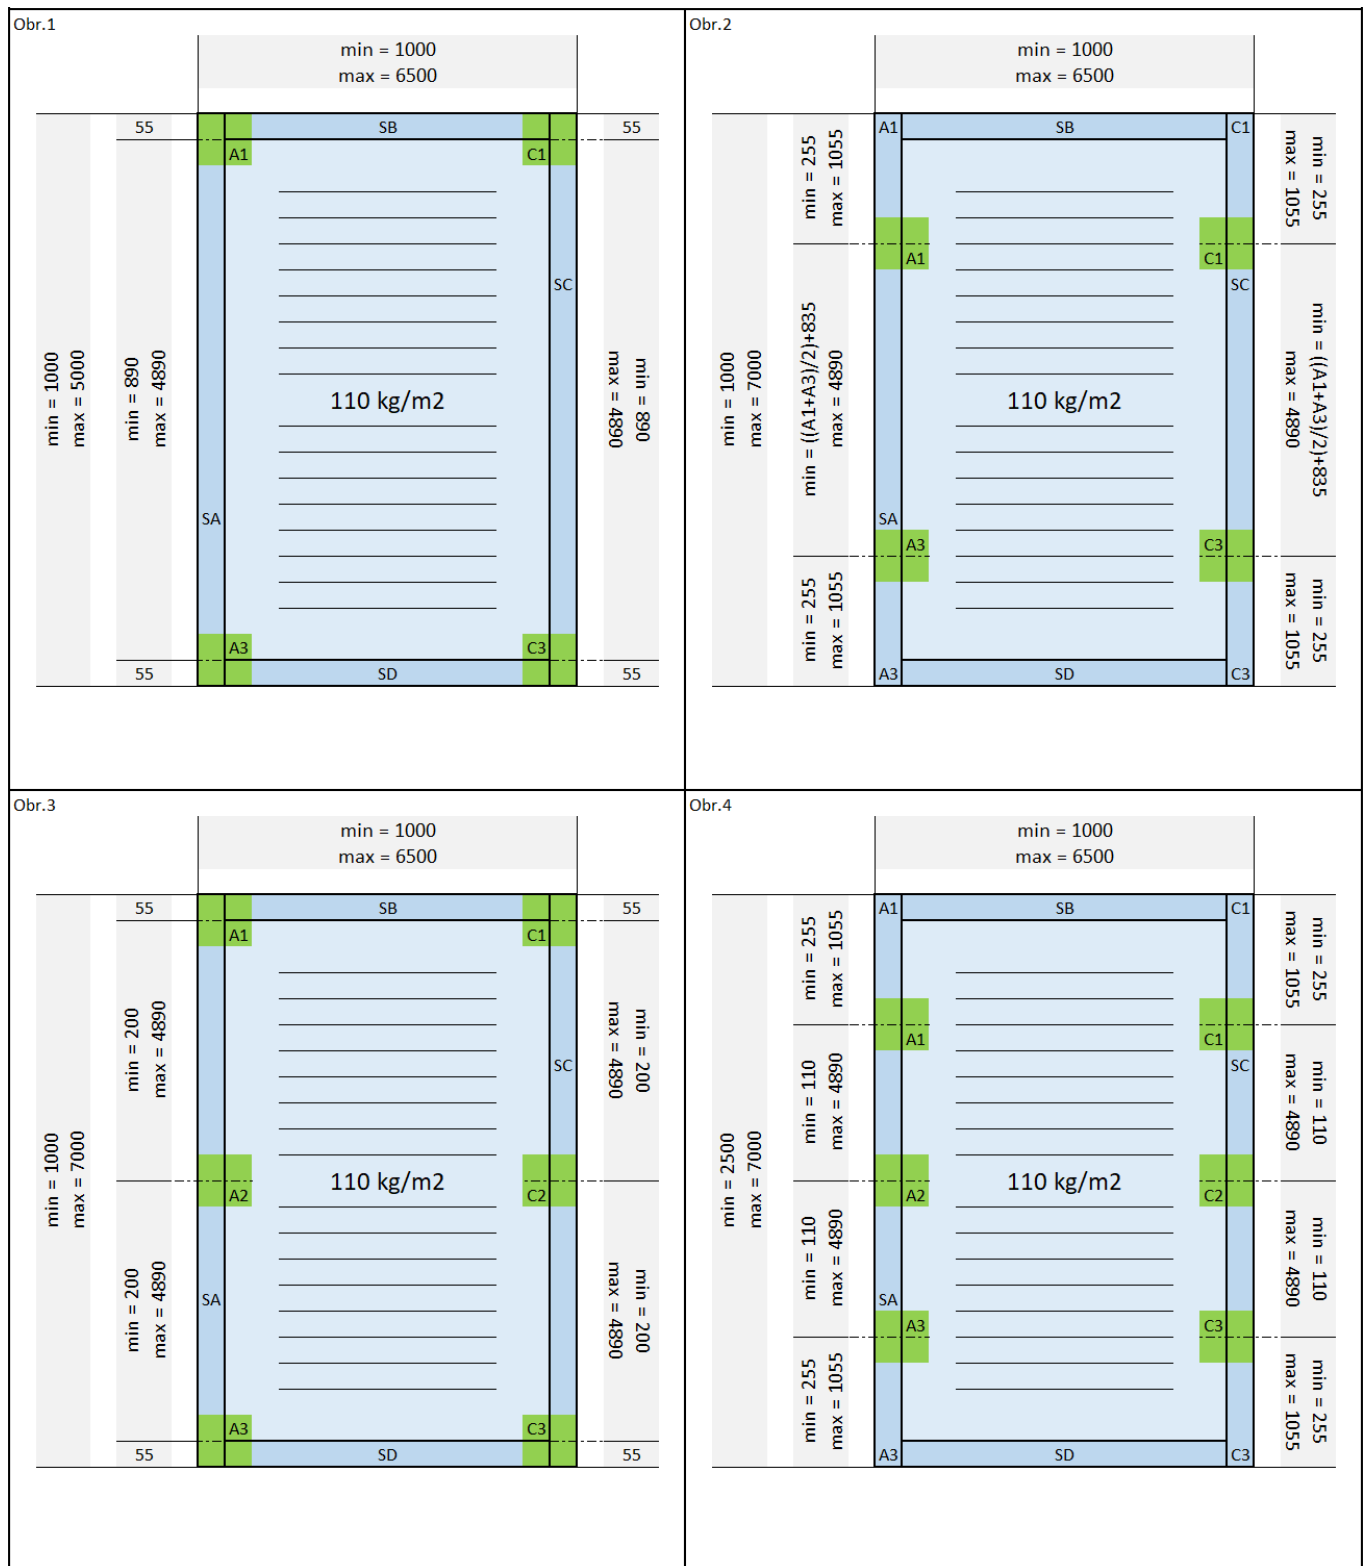 Obr.1
min = 1000
max = 6500
55
SB
55
A1
C1
SC
min = 1000
max = 5000
min = 890
max = 4890
110 kg/m2
min = 890
max = 4890
SA
A3
C3
55
SD
55
Obr.2
min = 1000
max = 6500
A1
SB
C1
min = 255
max = 1055
min = 255
max = 1055
A1
C1
SC
min = 1000
max = 7000
min = ((A1+A3)/2)+835
max = 4890
110 kg/m2
min = ((A1+A3)/2)+835
max = 4890
SA
A3
C3
min = 255
max = 1055
min = 255
max = 1055
A3
SD
C3
Obr.3
min = 1000
max = 6500
55
SB
55
A1
C1
min = 200
max = 4890
min = 200
max = 4890
SC
min = 1000
max = 7000
110 kg/m2
A2
C2
min = 200
max = 4890
min = 200
max = 4890
SA
A3
C3
55
SD
55
Obr.4
min = 1000
max = 6500
A1
SB
C1
min = 255
max = 1055
min = 255
max = 1055
A1
C1
SC
min = 110
max = 4890
min = 110
max = 4890
min = 2500
max = 7000
110 kg/m2
A2
C2
min = 110
max = 4890
min = 110
max = 4890
SA
A3
C3
min = 255
max = 1055
min = 255
max = 1055
A3
SD
C3